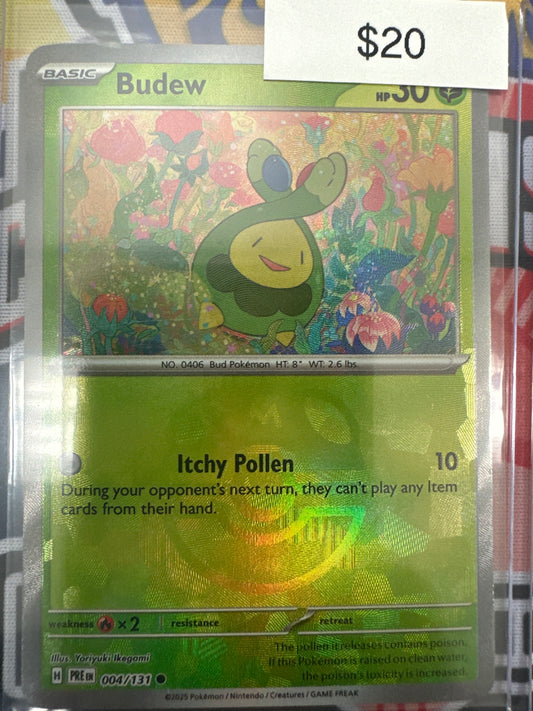 $20
BASIC
Budew
HP 30
NO. 0406 Bud Pokémon HT: 8" WT: 2.6 lbs.
Itchy Pollen 10
During your opponent's next turn, they can't play any Item
cards from their hand.
weakness ×2 resistance retreat
Illus. Yoriyuki Ikegami
The pollen it releases contains poison.
If this Pokémon is raised on clean water,
the poison's toxicity is increased.
H PRE EN 004/131
©2025 Pokémon / Nintendo / Creatures / GAME FREAK